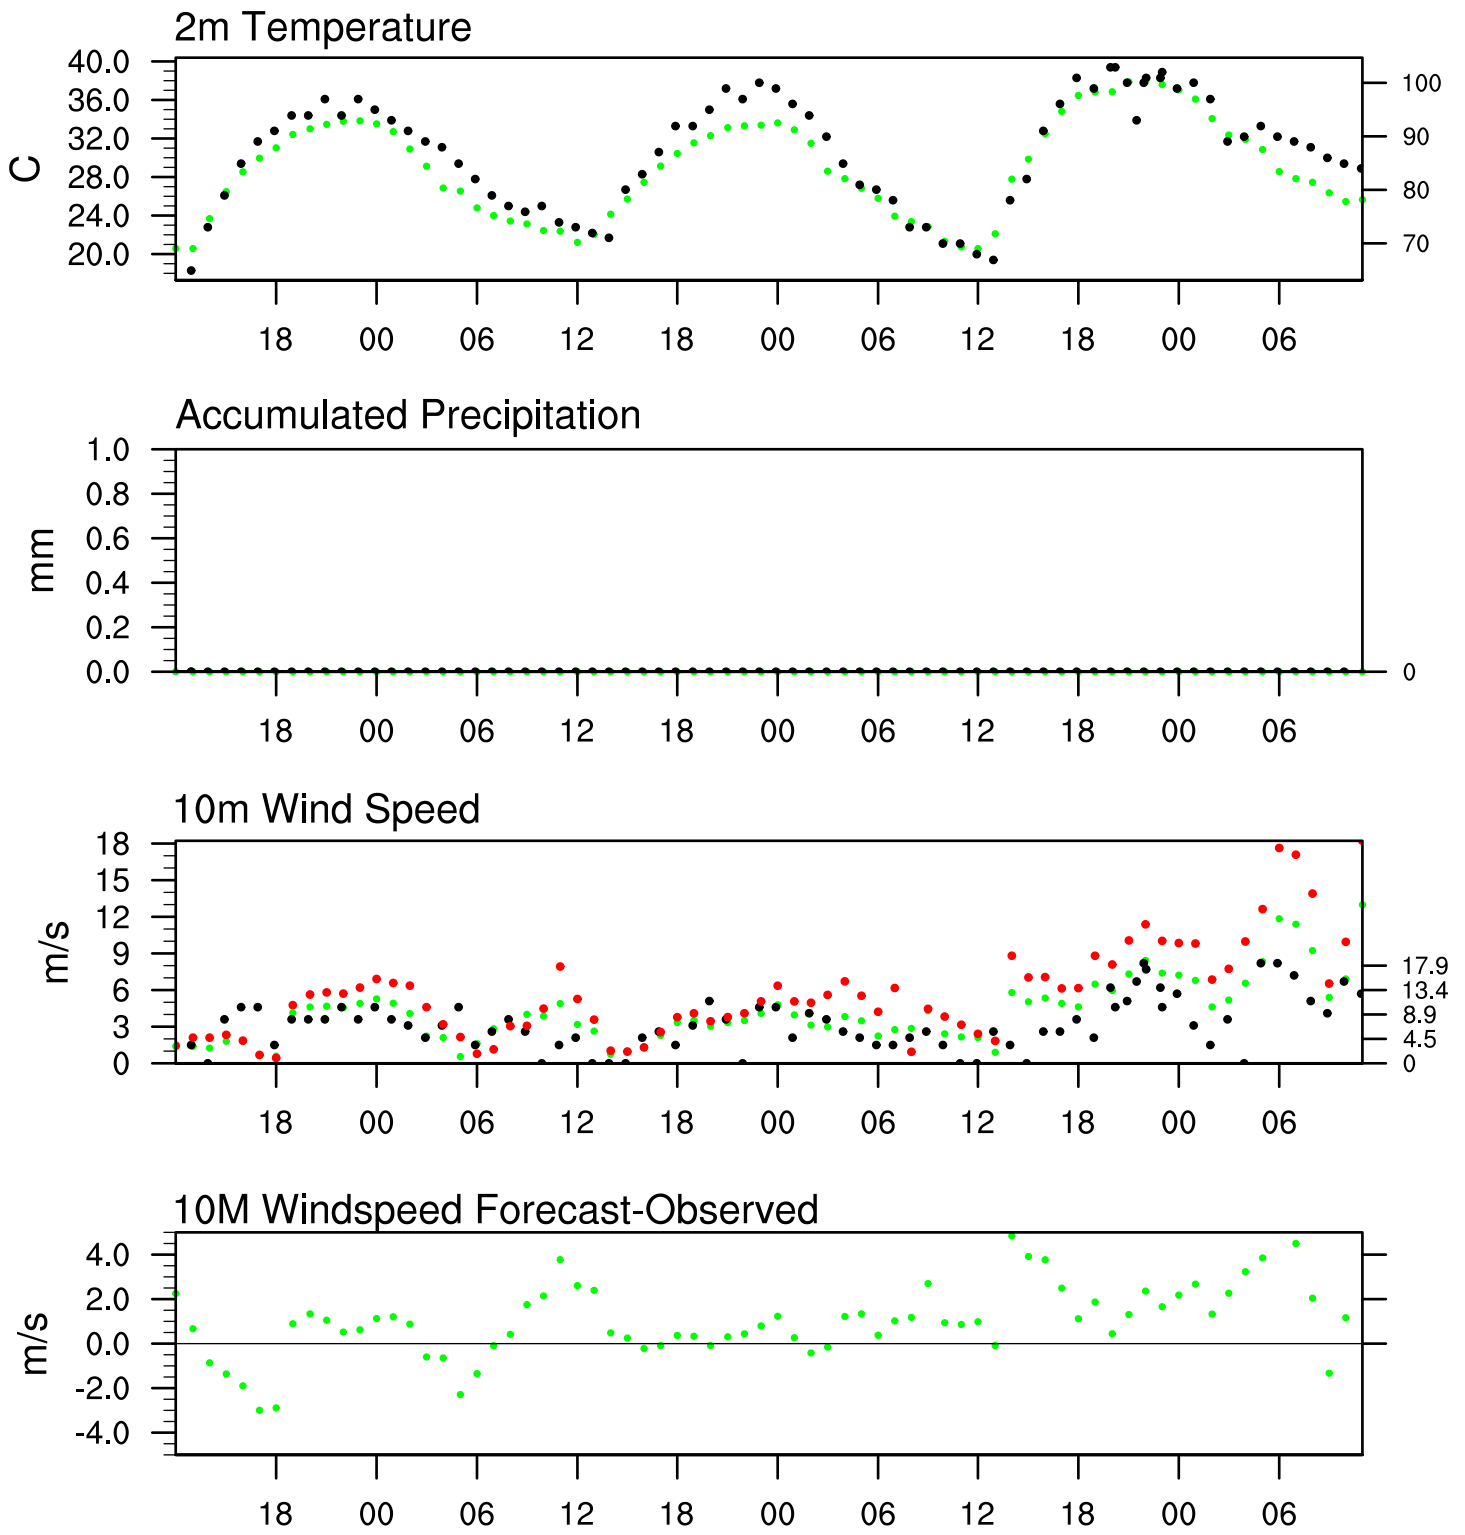 2m Temperature
C
40.0
36.0
32.0
28.0
24.0
20.0
100
90
80
70
18 00 06 12 18 00 06 12 18 00 06
Accumulated Precipitation
mm
1.0
0.8
0.6
0.4
0.2
0.0
0
18 00 06 12 18 00 06 12 18 00 06
10m Wind Speed
m/s
18
15
12
9
6
3
0
17.9
13.4
8.9
4.5
0
18 00 06 12 18 00 06 12 18 00 06
10M Windspeed Forecast-Observed
m/s
4.0
2.0
0.0
-2.0
-4.0
18 00 06 12 18 00 06 12 18 00 06